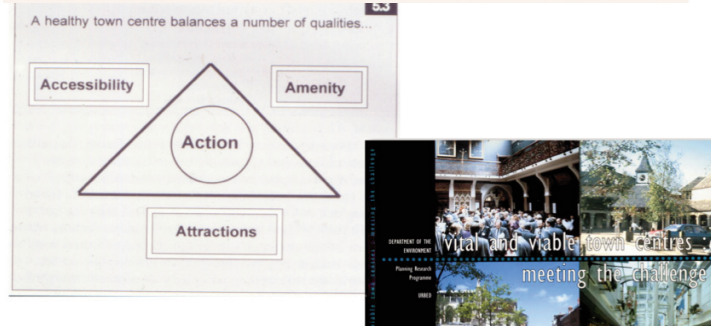 5.3
A healthy town centre balances a number of qualities...
Accessibility
Amenity
Action
Attractions
DEPARTMENT OF THE
ENVIRONMENT
vital and viable town centres :
meeting the challenge
Planning Research
Programme
URBED